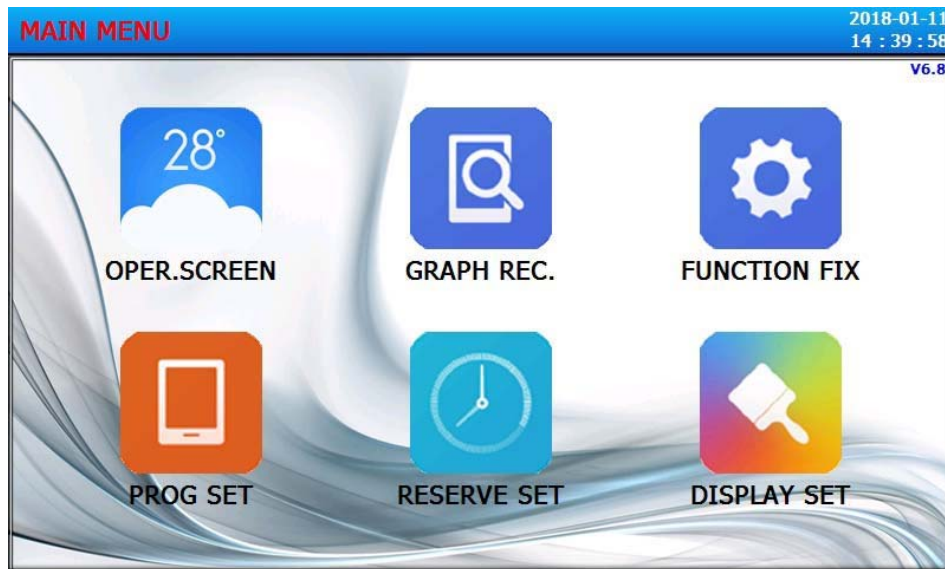 MAIN MENU
2018-01-11
14 : 39 : 58
V6.8
28°
OPER.SCREEN
GRAPH REC.
FUNCTION FIX
PROG SET
RESERVE SET
DISPLAY SET